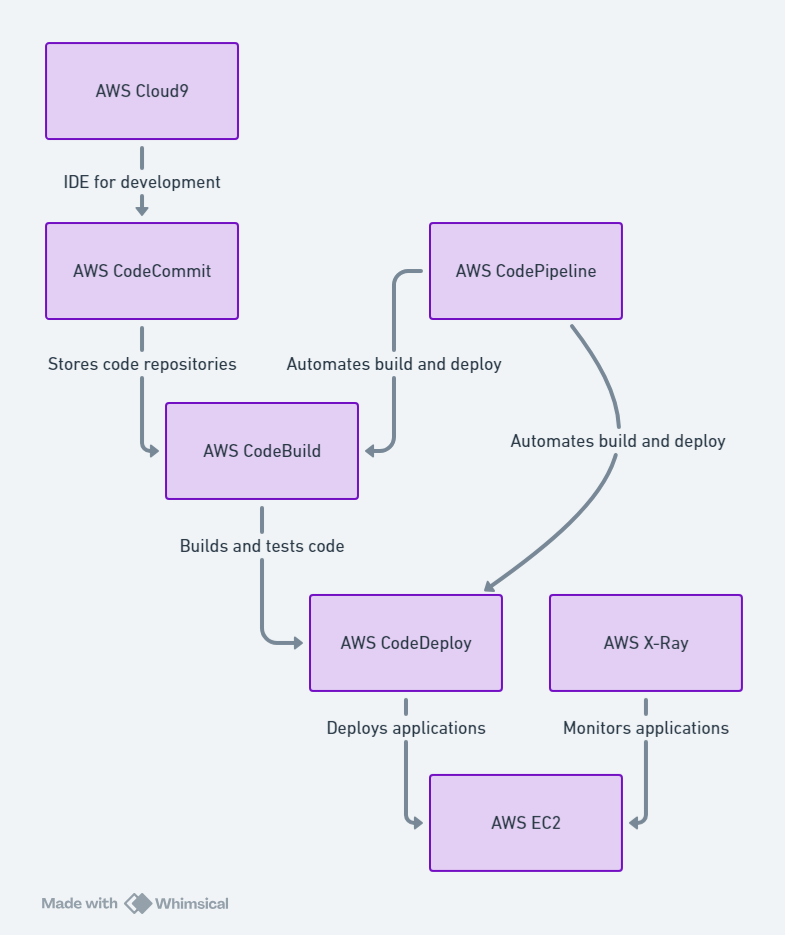 AWS Cloud9
IDE for development
AWS CodeCommit
AWS CodePipeline
Stores code repositories
Automates build and deploy
AWS CodeBuild
Automates build and deploy
Builds and tests code
AWS CodeDeploy
AWS X-Ray
Deploys applications
Monitors applications
AWS EC2
Made with Whimsical